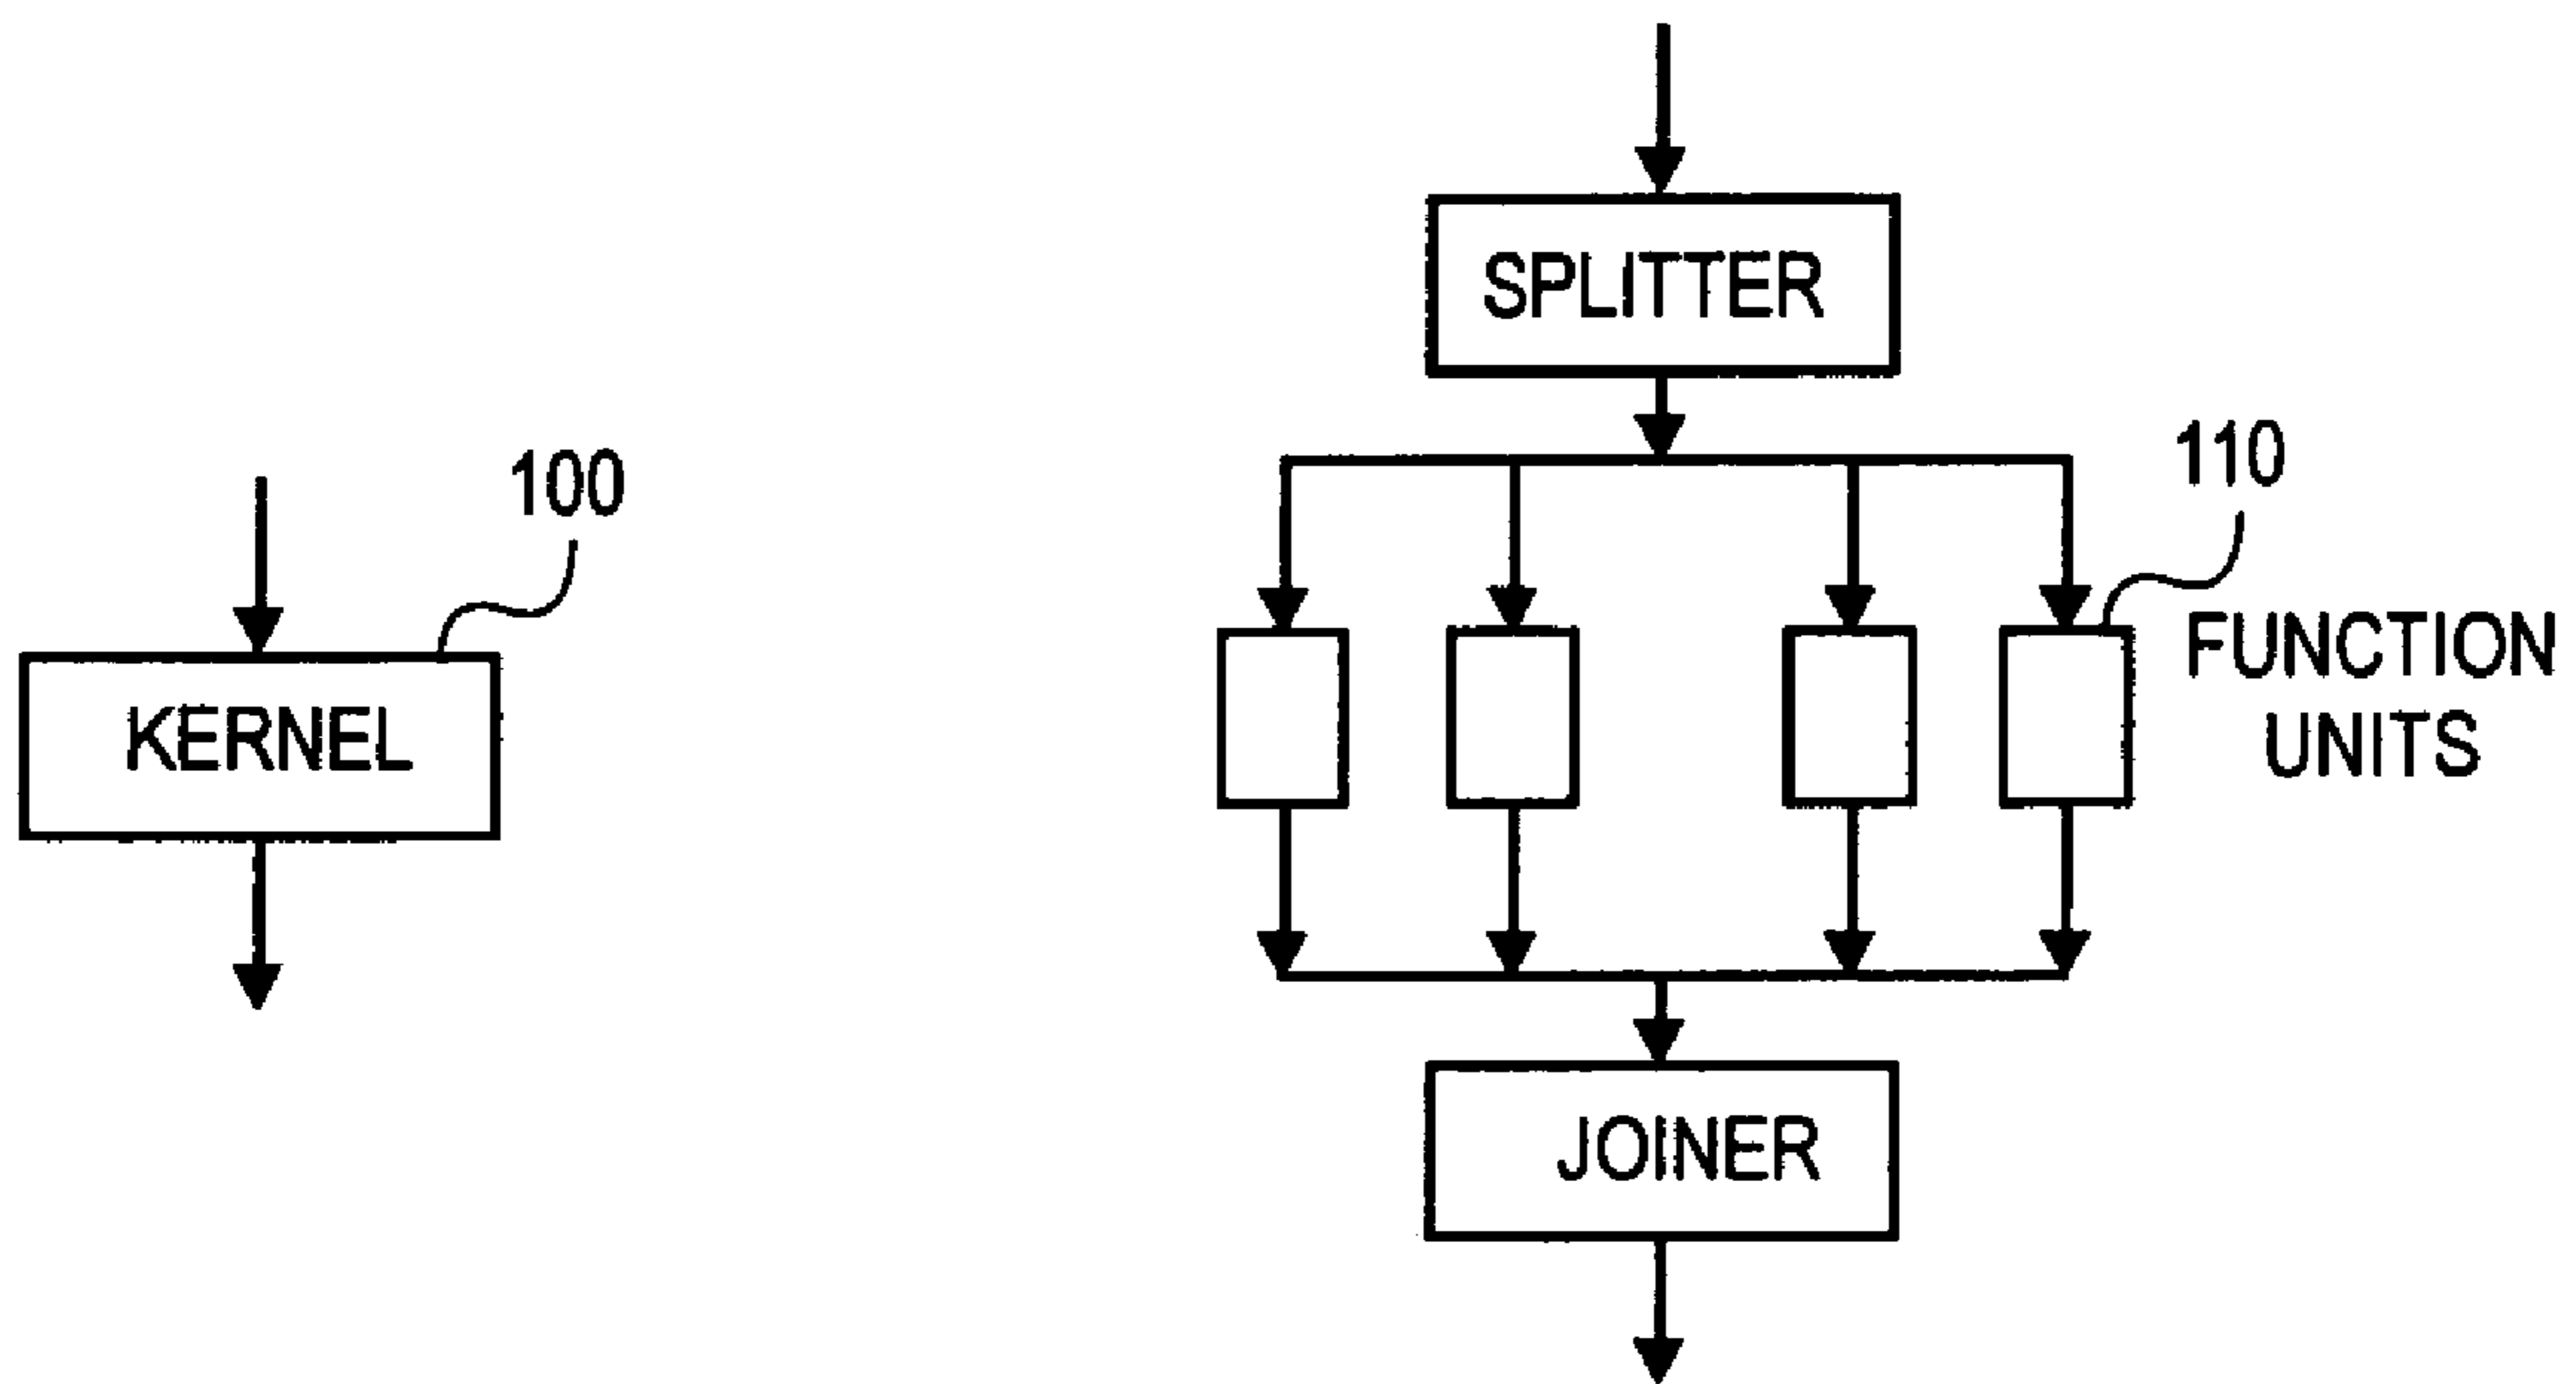 100
KERNEL
SPLITTER
110
FUNCTION
UNITS
JOINER